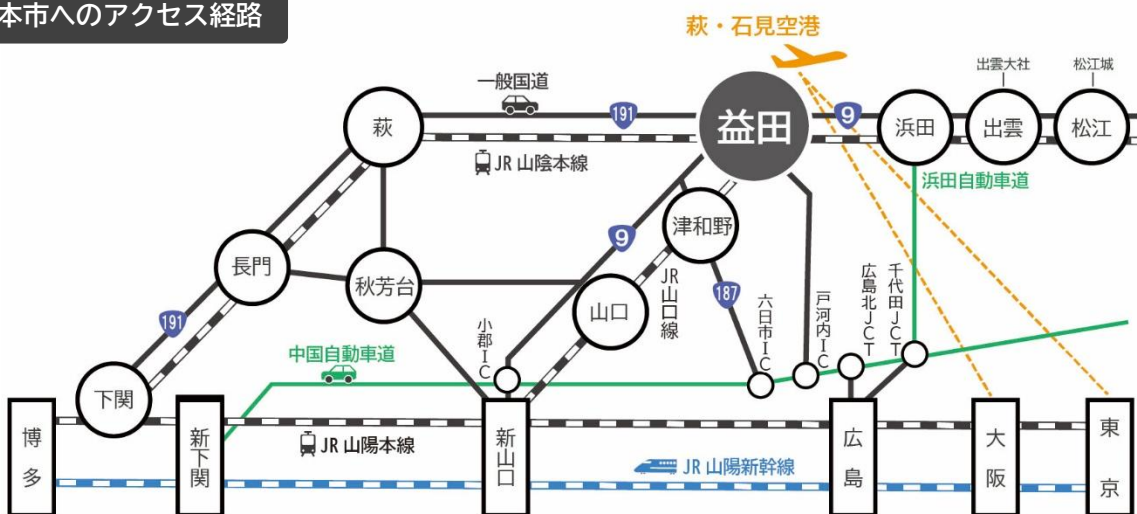 本市へのアクセス経路
萩・石見空港
出雲大社
松江城
一般国道
191
9
萩
益田
浜田
出雲
松江
JR 山陰本線
浜田自動車道
9
津和野
長門
秋芳台
山口
JR山口線
187
六日市IC
戸河内IC
広島北JCT
千代田JCT
191
小郡IC
中国自動車道
下関
博多
新下関
JR 山陽本線
新山口
JR 山陽新幹線
広島
大阪
東京